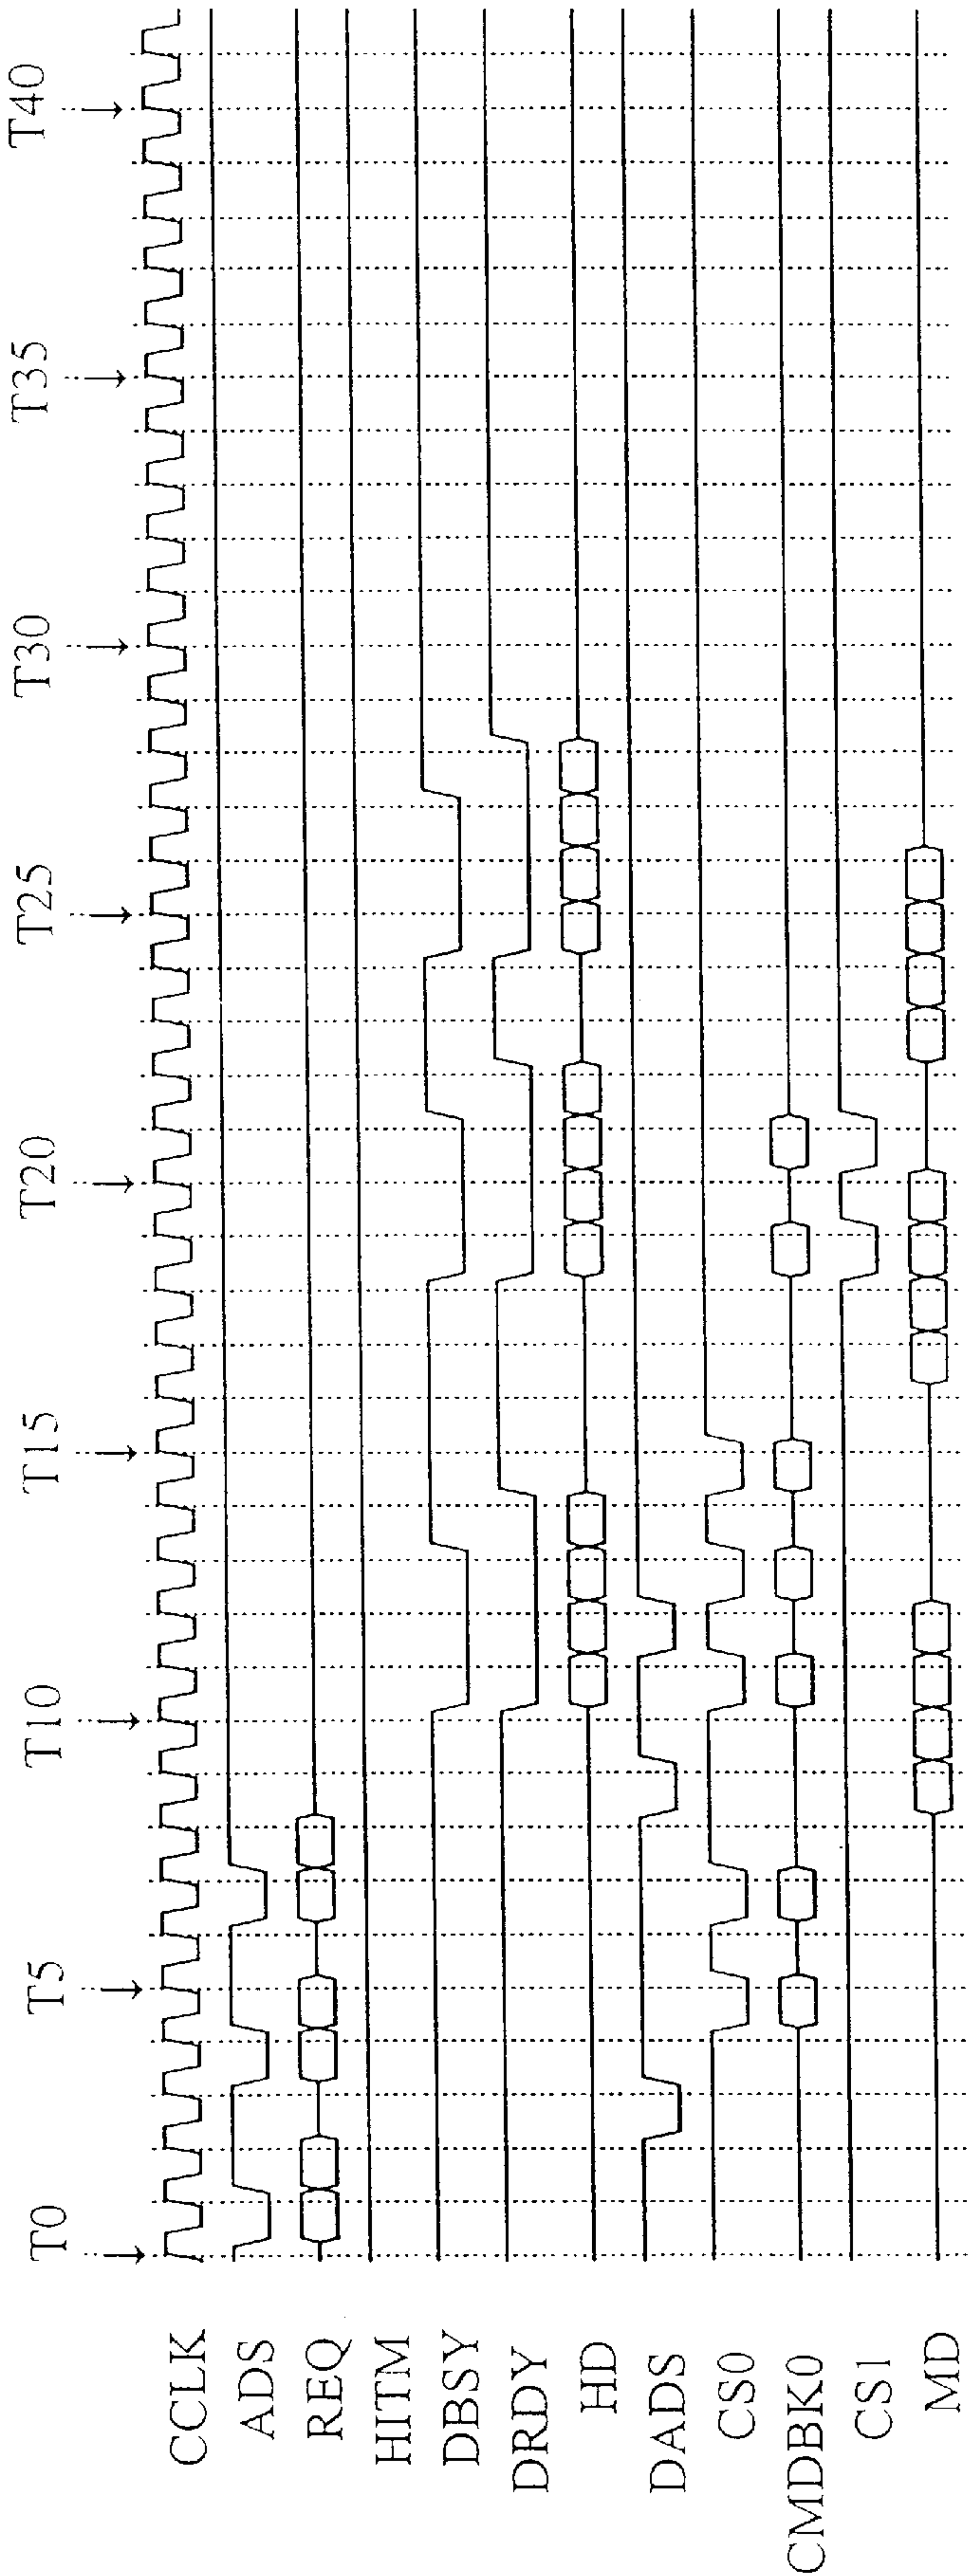 T0 T5 T10 T15 T20 T25 T30 T35 T40
CCLK
ADS
REQ
HITM
DBSY
DRDY
HD
DADS
CS0
CMDBK0
CS1
MD